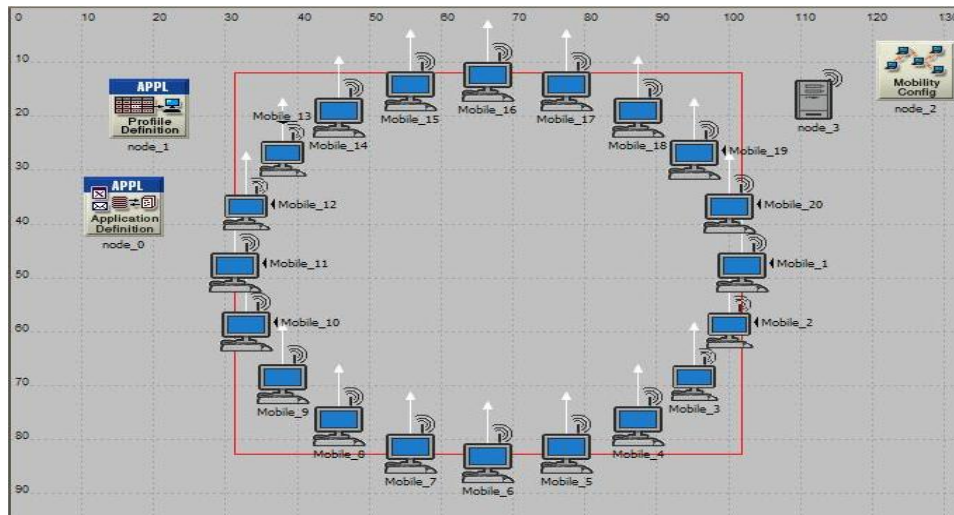 0 10 20 30 40 50 60 70 80 90 100 110 120 130
10
20
30
40
50
60
70
80
90
APPL
Profile
Definition
node_1
APPL
Application
Definition
node_0
Mobility
Config
node_2
node_3
Mobile_13
Mobile_14
Mobile_15
Mobile_16
Mobile_17
Mobile_18
Mobile_19
Mobile_12
Mobile_20
Mobile_11
Mobile_1
Mobile_10
Mobile_2
Mobile_9
Mobile_3
Mobile_8
Mobile_4
Mobile_7
Mobile_6
Mobile_5